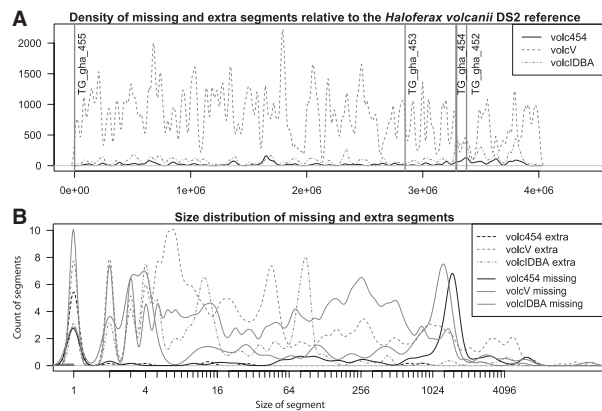 A
Density of missing and extra segments relative to the Haloferax volcanii DS2 reference
2000
1500
1000
500
0
TG_gha_455
TG_gha_453
TG_gha_454
TG_gha_452
volc454
volcV
volcIDBA
0e+00
1e+06
2e+06
3e+06
4e+06
B
Size distribution of missing and extra segments
Count of segments
10
8
6
4
2
0
volc454 extra
volcV extra
volcIDBA extra
volc454 missing
volcV missing
volcIDBA missing
1
4
16
64
256
1024
4096
Size of segment